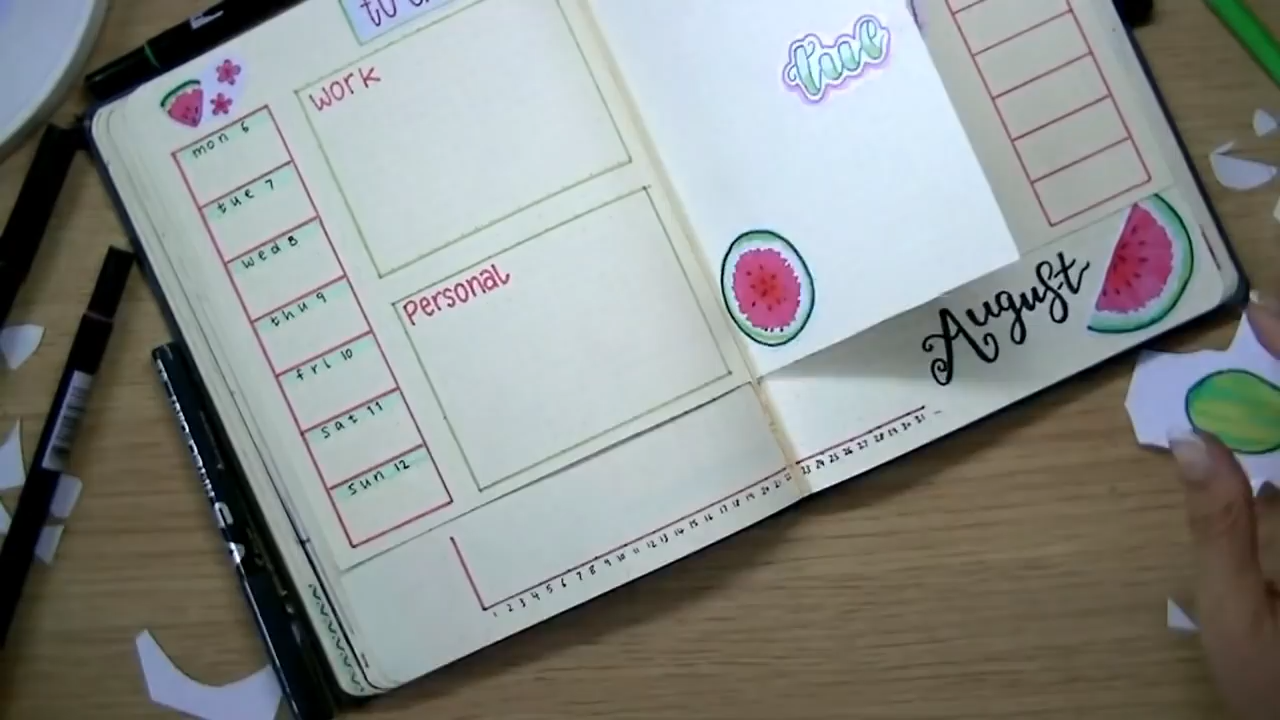 work
mon 6
tue 7
wed 8
thu 9
fri 10
sat 11
sun 12
Personal
tue
August
1 2 3 4 5 6 7 8 9 10 11 12 13 14 15 16 17 18 19 20 21 22 23 24 25 26 27 28 29 30 31